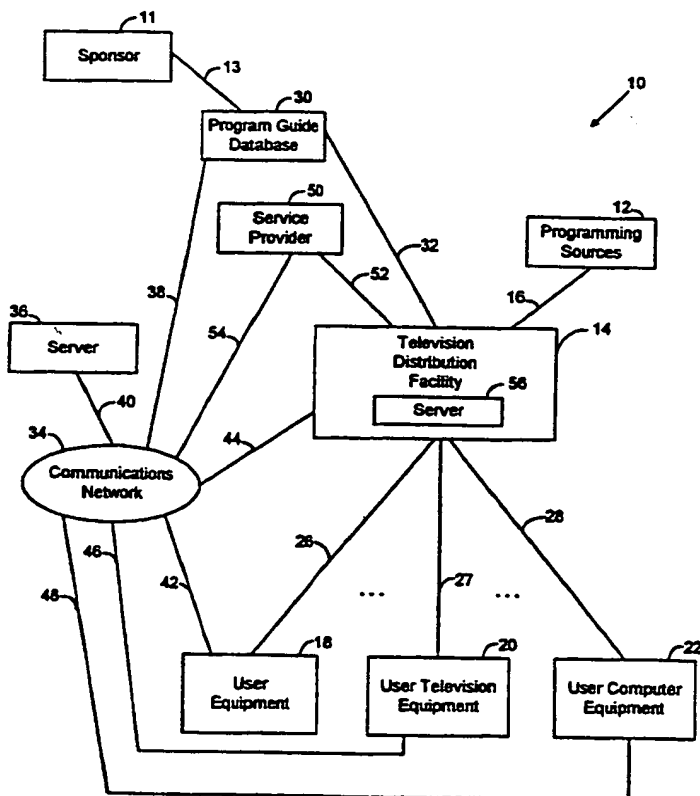 11
Sponsor
13
10
30
Program Guide
Database
50
Service
Provider
12
Programming
Sources
32
52
16
38
54
36
Server
14
Television
Distribution
Facility
56
Server
40
34
44
Communications
Network
26
28
46
42
48
...
27
...
18
20
22
User
Equipment
User Television
Equipment
User Computer
Equipment